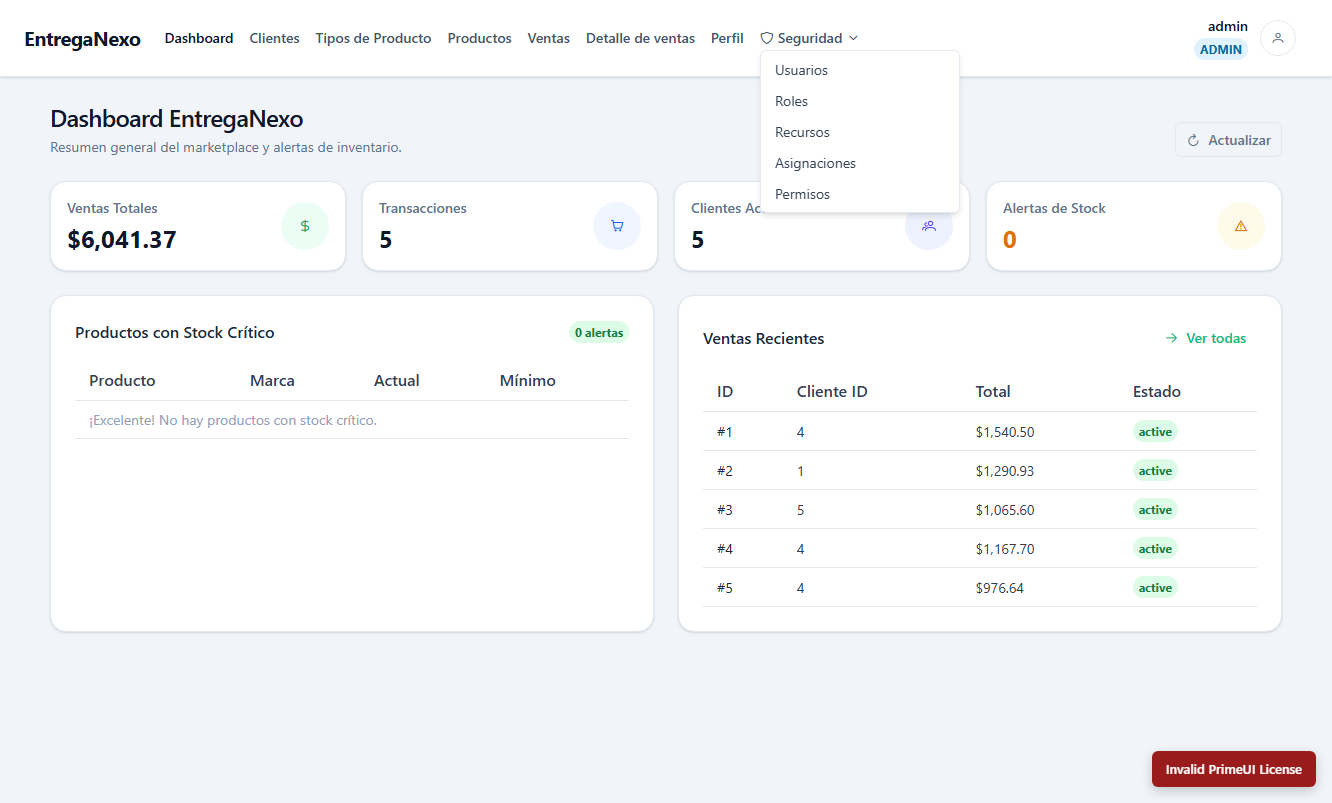 EntregaNexo Dashboard Clientes Tipos de Producto Productos Ventas Detalle de ventas Perfil Seguridad
admin
ADMIN
Usuarios
Roles
Recursos
Asignaciones
Permisos
Dashboard EntregaNexo
Resumen general del marketplace y alertas de inventario.
Actualizar
Ventas Totales
$6,041.37
$
Transacciones
5
Clientes Ac
5
Alertas de Stock
0
Productos con Stock Crítico
0 alertas
Producto Marca Actual Mínimo
¡Excelente! No hay productos con stock crítico.
Ventas Recientes
Ver todas
ID Cliente ID Total Estado
#1 4 $1,540.50 active
#2 1 $1,290.93 active
#3 5 $1,065.60 active
#4 4 $1,167.70 active
#5 4 $976.64 active
Invalid PrimeUI License